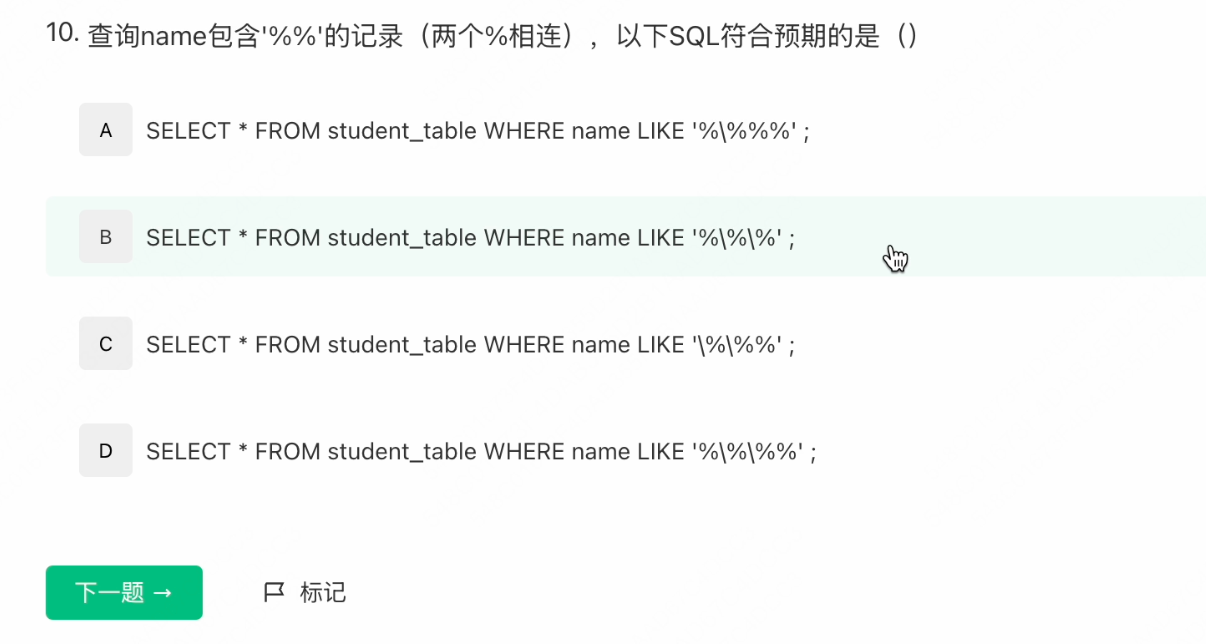 10. 查询name包含'%%'的记录（两个%相连），以下SQL符合预期的是（）
A SELECT * FROM student_table WHERE name LIKE '%\%%%' ;
B SELECT * FROM student_table WHERE name LIKE '%\%\%' ;
C SELECT * FROM student_table WHERE name LIKE '\%\%%' ;
D SELECT * FROM student_table WHERE name LIKE '%\%\%%' ;
下一题 → 标记